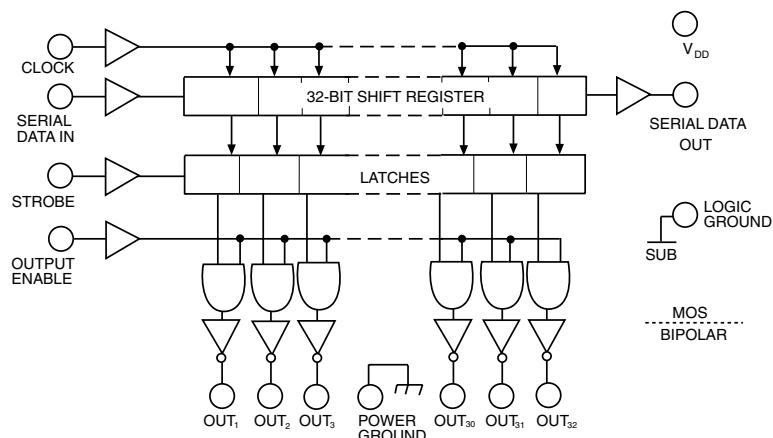 CLOCK
V_DD
32-BIT SHIFT REGISTER
SERIAL
DATA IN
SERIAL DATA
OUT
LATCHES
STROBE
LOGIC
GROUND
SUB
OUTPUT
ENABLE
MOS
BIPOLAR
OUT₁
OUT₂
OUT₃
POWER
GROUND
OUT₃₀
OUT₃₁
OUT₃₂